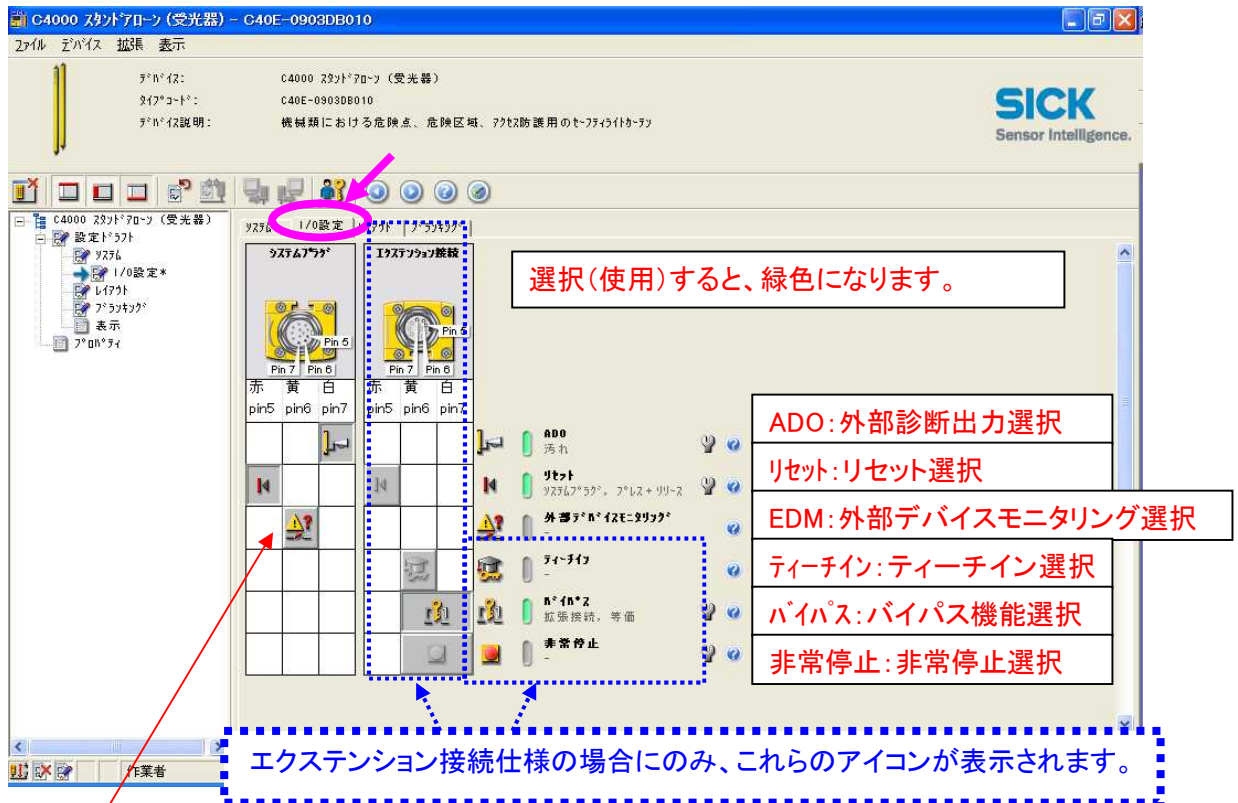 C4000 ｽﾀﾝﾄﾞｱﾛｰﾝ (受光器) - C40E-0903DB010
ﾌｧｲﾙ ﾃﾞﾊﾞｲｽ 拡張 表示
ﾃﾞﾊﾞｲｽ: C4000 ｽﾀﾝﾄﾞｱﾛｰﾝ (受光器)
ﾀｲﾌﾟｺｰﾄﾞ: C40E-0903DB010
ﾃﾞﾊﾞｲｽ説明: 機械類における危険点、危険区域、ｱｸｾｽ防護用のｾｰﾌﾃｨﾗｲﾄｶｰﾃﾝ
SICK
Sensor Intelligence.
C4000 ｽﾀﾝﾄﾞｱﾛｰﾝ (受光器)
設定ﾄﾞﾗﾌﾄ
ｼｽﾃﾑ
I/O設定*
ﾚｲｱｳﾄ
ﾌﾞﾗﾝｷﾝｸﾞ
表示
ﾌﾟﾛﾊﾟﾃｨ
ｼｽﾃﾑ I/O設定 ﾚｲｱｳﾄ ﾌﾞﾗﾝｷﾝｸﾞ
ｼｽﾃﾑﾌﾟﾗｸﾞ ｴｸｽﾃﾝｼｮﾝ接続
選択(使用)すると、緑色になります。
Pin 5 Pin 5
Pin 7 Pin 6 Pin 7 Pin 6
赤 黄 白 赤 黄 白
pin5 pin6 pin7 pin5 pin6 pin7
ADO
汚れ
ADO:外部診断出力選択
ﾘｾｯﾄ
ｼｽﾃﾑﾌﾟﾗｸﾞ, ﾌﾟﾚｽ+ﾘﾘｰｽ
ﾘｾｯﾄ:リセット選択
外部ﾃﾞﾊﾞｲｽﾓﾆﾀﾘﾝｸﾞ
EDM:外部デバイスモニタリング選択
ﾃｨｰﾁｲﾝ
-
ﾃｨｰﾁｲﾝ:ティーチイン選択
ﾊﾞｲﾊﾟｽ
拡張接続, 等価
ﾊﾞｲﾊﾟｽ:バイパス機能選択
非常停止
-
非常停止:非常停止選択
エクステンション接続仕様の場合にのみ、これらのアイコンが表示されます。
作業者